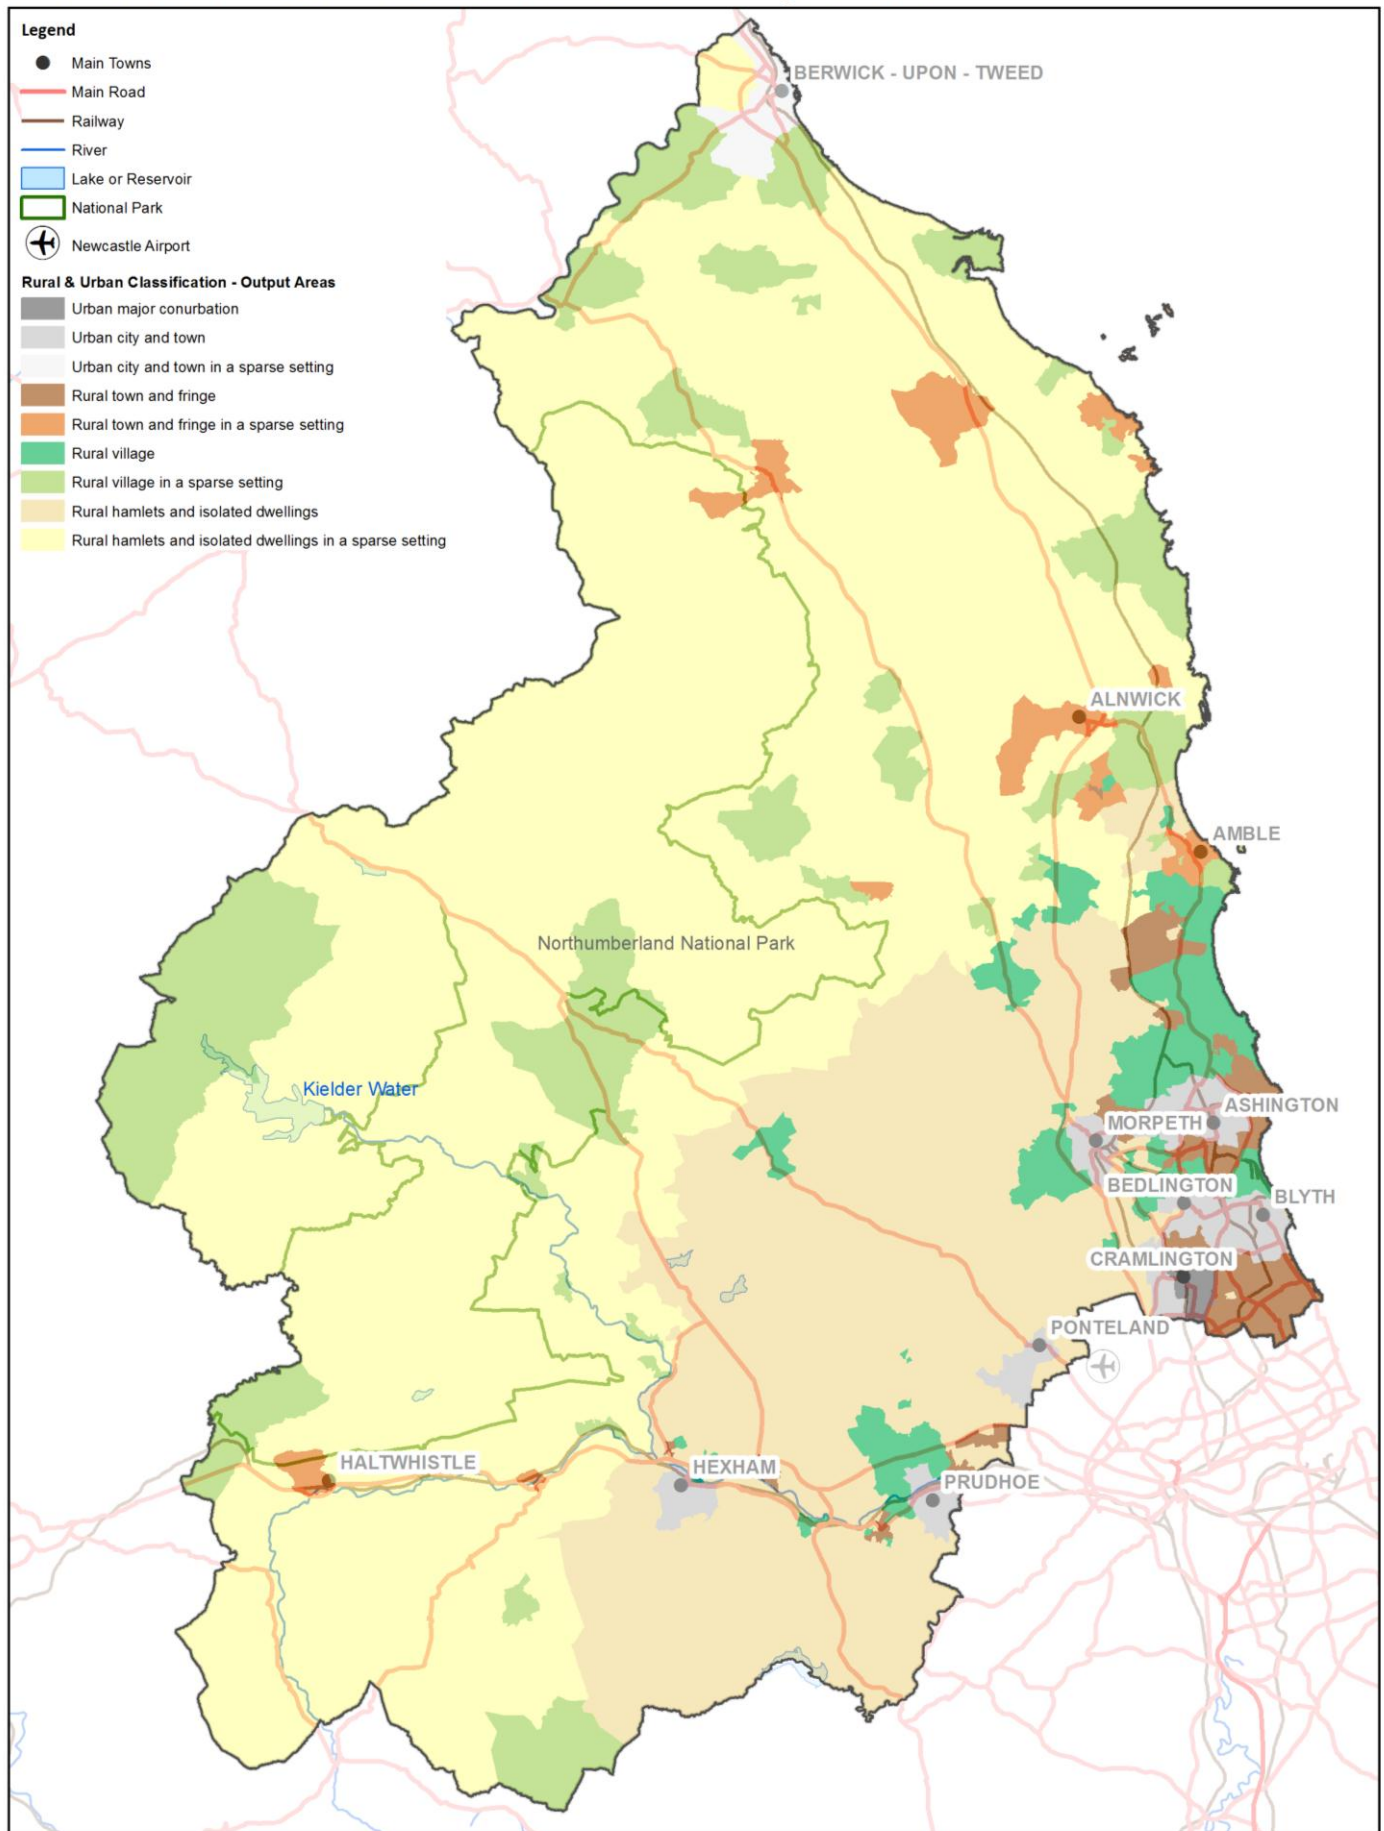 Legend
Main Towns
Main Road
Railway
River
Lake or Reservoir
National Park
Newcastle Airport
Rural & Urban Classification - Output Areas
Urban major conurbation
Urban city and town
Urban city and town in a sparse setting
Rural town and fringe
Rural town and fringe in a sparse setting
Rural village
Rural village in a sparse setting
Rural hamlets and isolated dwellings
Rural hamlets and isolated dwellings in a sparse setting
BERWICK - UPON - TWEED
ALNWICK
AMBLE
Northumberland National Park
Kielder Water
ASHINGTON
MORPETH
BEDLINGTON
BLYTH
CRAMLINGTON
PONTELAND
HALTWHISTLE
HEXHAM
PRUDHOE